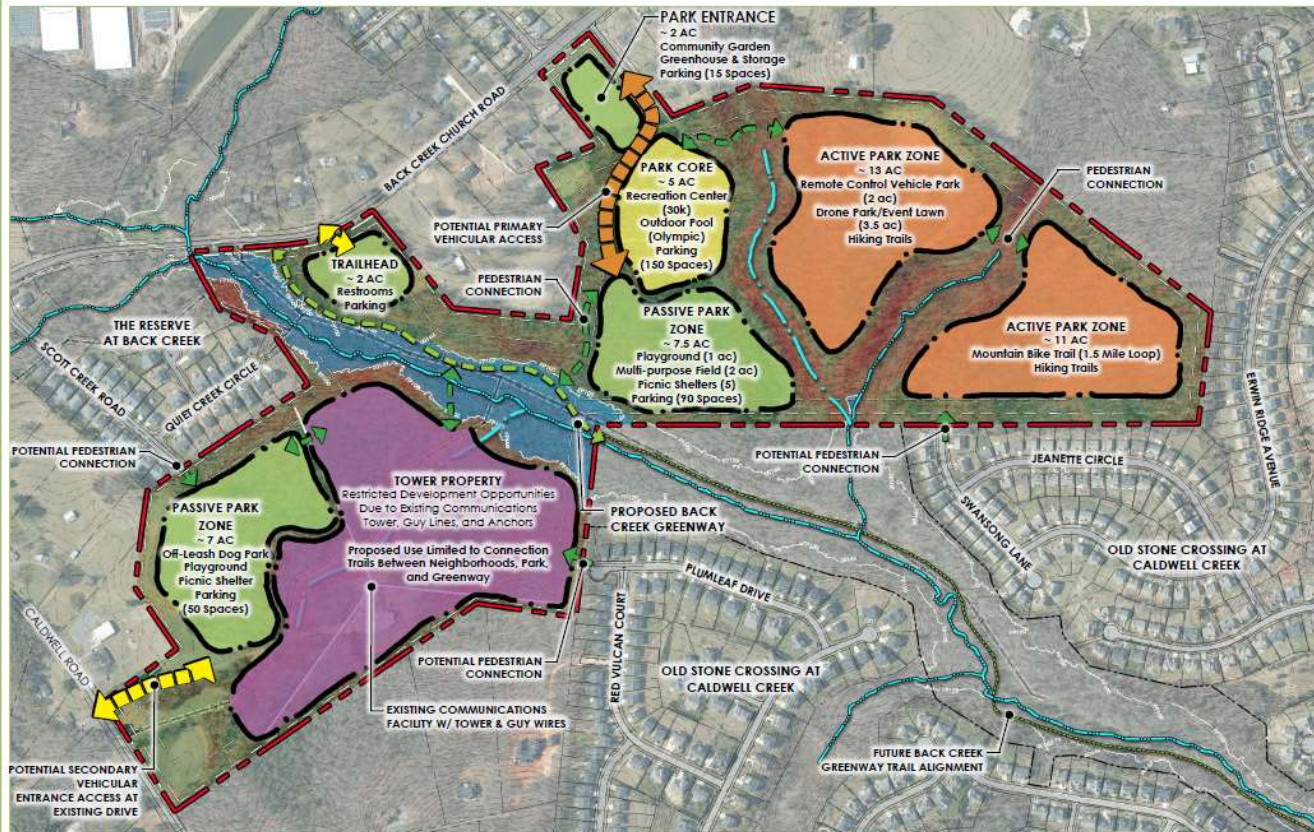 PARK ENTRANCE
~ 2 AC
Community Garden
Greenhouse & Storage
Parking (15 Spaces)
BACK CREEK CHURCH ROAD
PARK CORE
~ 5 AC
Recreation Center
(30k)
Outdoor Pool
(Olympic)
Parking
(150 Spaces)
ACTIVE PARK ZONE
~ 13 AC
Remote Control Vehicle Park
(2 ac)
Drone Park/Event Lawn
(3.5 ac)
Hiking Trails
PEDESTRIAN
CONNECTION
POTENTIAL PRIMARY
VEHICULAR ACCESS
TRAILHEAD
~ 2 AC
Restrooms
Parking
PEDESTRIAN
CONNECTION
PASSIVE PARK
ZONE
~ 7.5 AC
Playground (1 ac)
Multi-purpose Field (2 ac)
Picnic Shelters (5)
Parking (90 Spaces)
ACTIVE PARK ZONE
~ 11 AC
Mountain Bike Trail (1.5 Mile Loop)
Hiking Trails
THE RESERVE
AT BACK CREEK
SCOTT CREEK ROAD
QUIET CREEK CIRCLE
ERWIN RIDGE AVENUE
POTENTIAL PEDESTRIAN
CONNECTION
POTENTIAL PEDESTRIAN
CONNECTION
JEANETTE CIRCLE
TOWER PROPERTY
Restricted Development Opportunities
Due to Existing Communications
Tower, Guy Lines, and Anchors
Proposed Use Limited to Connection
Trails Between Neighborhoods, Park,
and Greenway
PASSIVE PARK
ZONE
~ 7 AC
Off-Leash Dog Park
Playground
Picnic Shelter
Parking
(50 Spaces)
PROPOSED BACK
CREEK GREENWAY
SWANSONG LANE
OLD STONE CROSSING AT
CALDWELL CREEK
PLUMLEAF DRIVE
CALDWELL ROAD
RED VULCAN COURT
POTENTIAL PEDESTRIAN
CONNECTION
OLD STONE CROSSING AT
CALDWELL CREEK
EXISTING COMMUNICATIONS
FACILITY W/ TOWER & GUY WIRES
POTENTIAL SECONDARY
VEHICULAR
ENTRANCE ACCESS AT
EXISTING DRIVE
FUTURE BACK CREEK
GREENWAY TRAIL ALIGNMENT